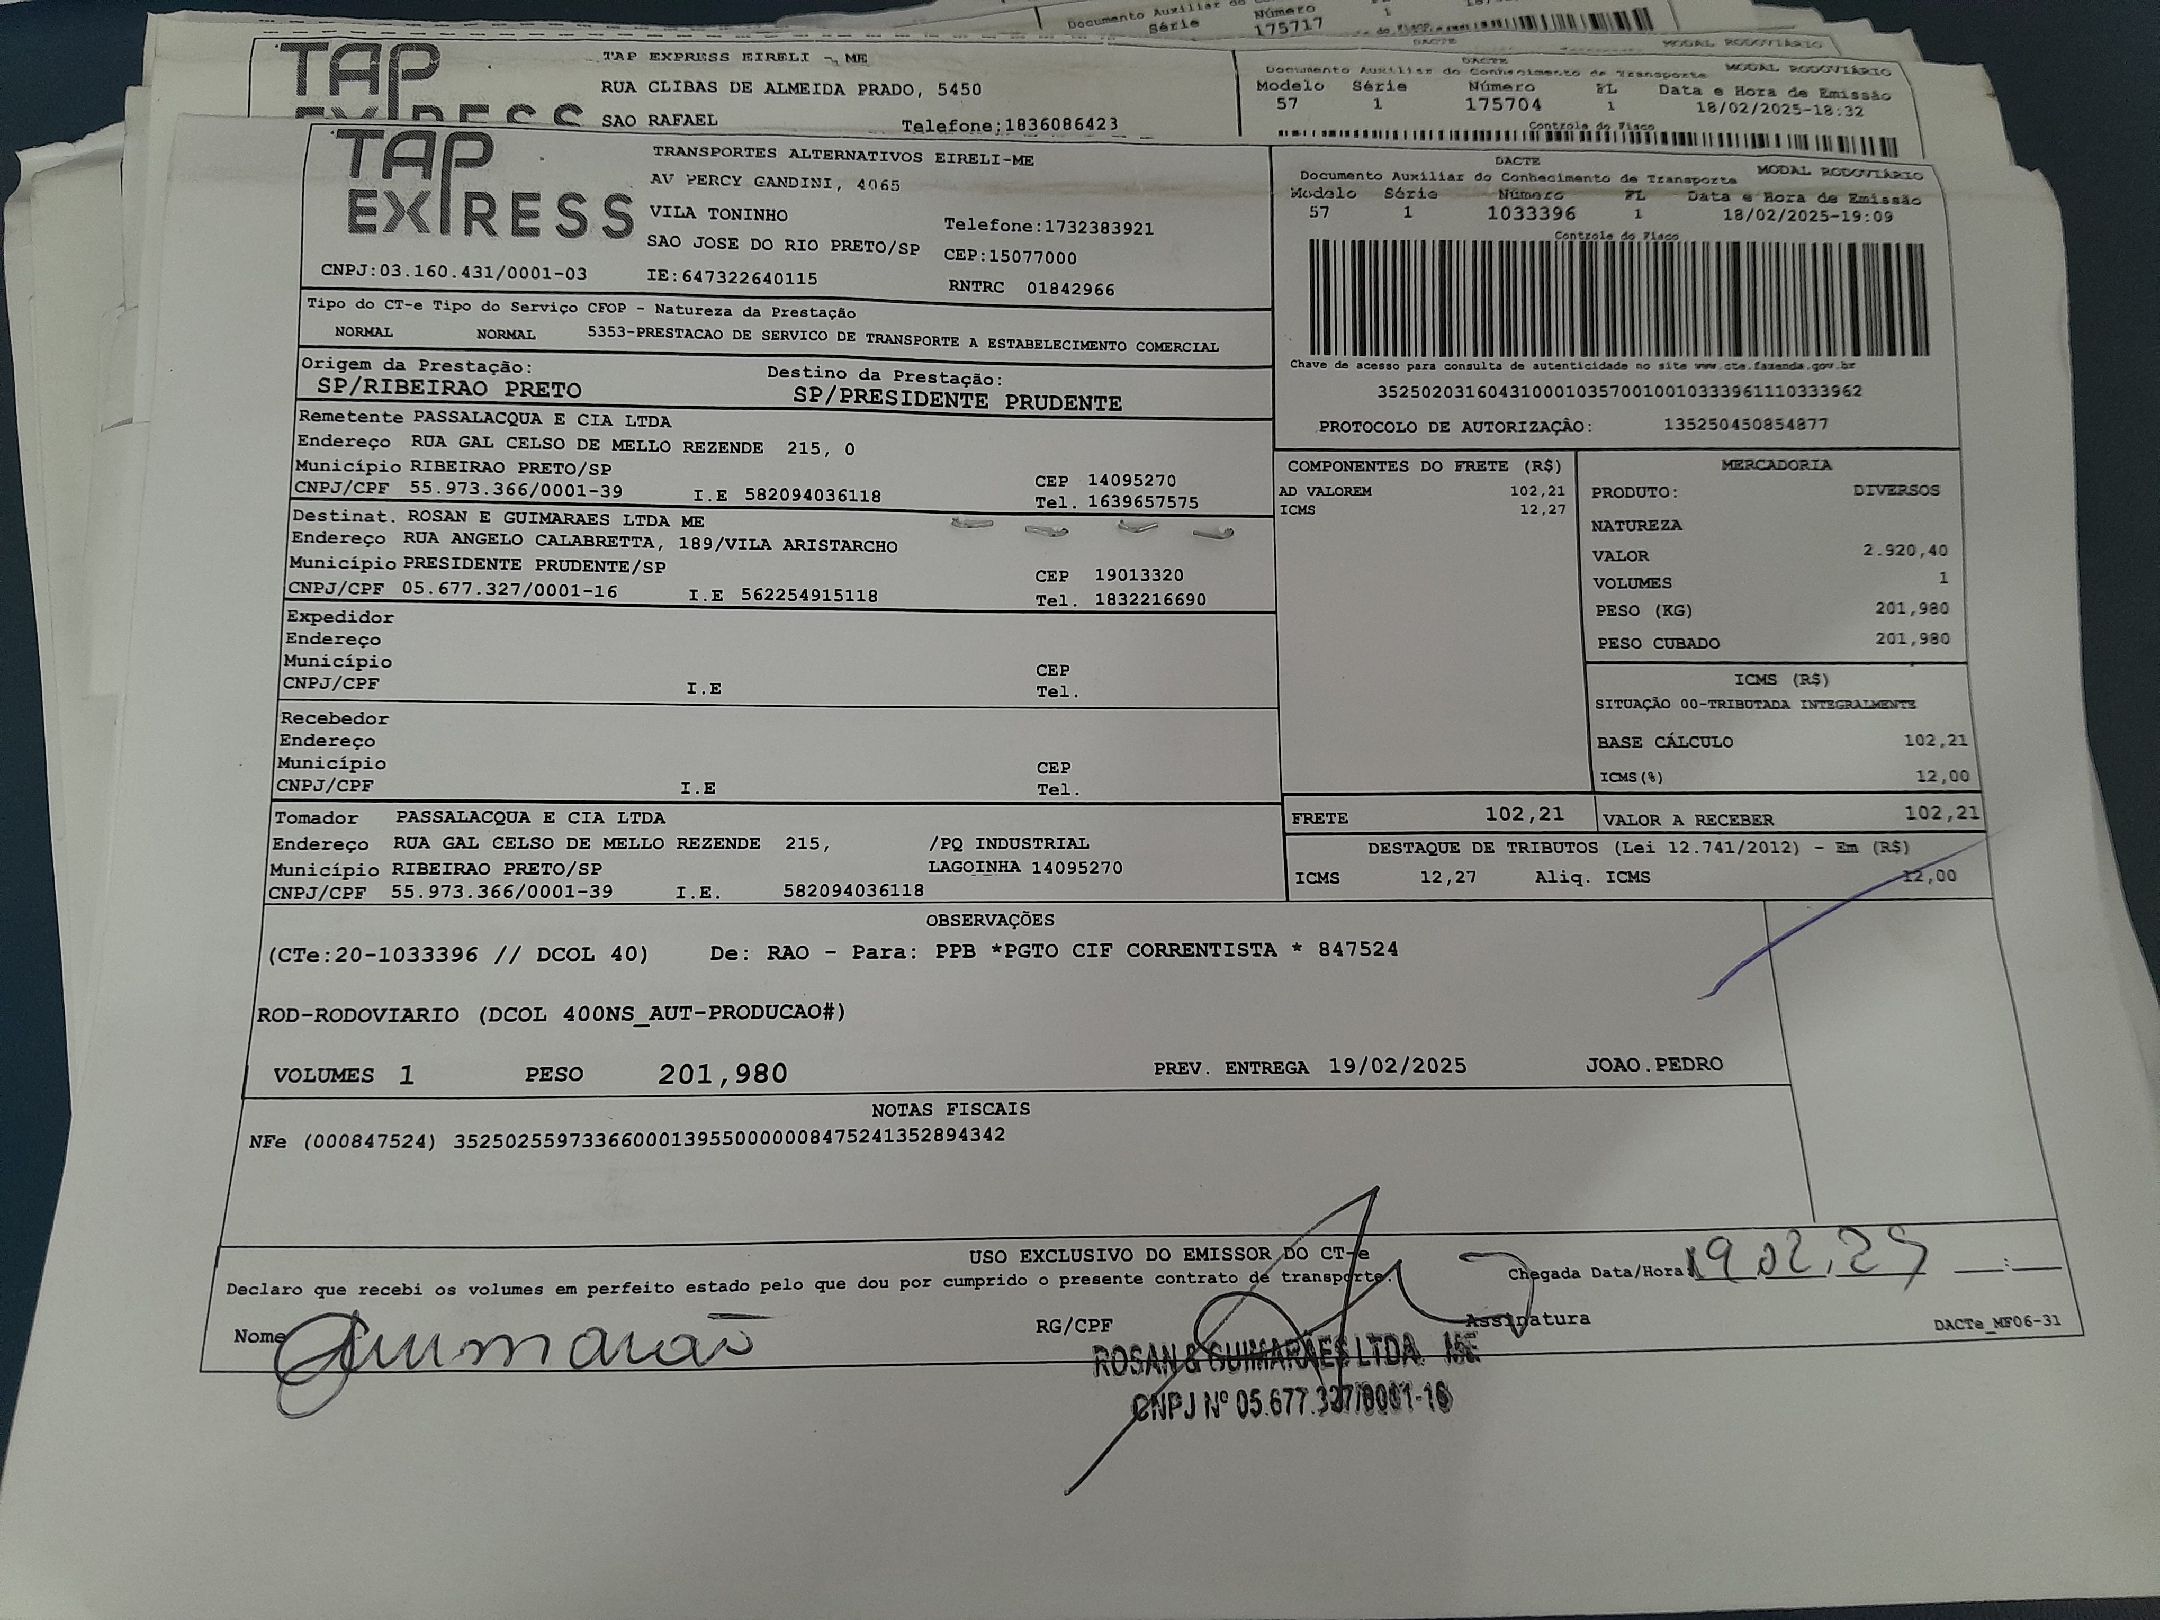 Documento Auxiliar do
Série Número
175717 1
DACTE MODAL RODOVIÁRIO
TAP EXPRESS
TAP EXPRESS EIRELI - ME
RUA CLIBAS DE ALMEIDA PRADO, 5450
SAO RAFAEL Telefone:1836086423
DACTE
Documento Auxiliar do Conhecimento de Transporte MODAL RODOVIÁRIO
Modelo Série Número FL Data e Hora de Emissão
57 1 175704 1 18/02/2025-18:32
Controle do Fisco
TAP EXPRESS
TRANSPORTES ALTERNATIVOS EIRELI-ME
AV PERCY GANDINI, 4065
VILA TONINHO Telefone:1732383921
SAO JOSE DO RIO PRETO/SP CEP:15077000
CNPJ:03.160.431/0001-03 IE:647322640115 RNTRC 01842966
DACTE
Documento Auxiliar do Conhecimento de Transporte MODAL RODOVIÁRIO
Modelo Série Número FL Data e Hora de Emissão
57 1 1033396 1 18/02/2025-19:09
Controle do Fisco
Chave de acesso para consulta de autenticidade no site www.cte.fazenda.gov.br
35250203160431000103570010010333961110333962
PROTOCOLO DE AUTORIZAÇÃO: 135250450854877
Tipo do CT-e Tipo do Serviço CFOP - Natureza da Prestação
NORMAL NORMAL 5353-PRESTACAO DE SERVICO DE TRANSPORTE A ESTABELECIMENTO COMERCIAL
Origem da Prestação: Destino da Prestação:
SP/RIBEIRAO PRETO SP/PRESIDENTE PRUDENTE
Remetente PASSALACQUA E CIA LTDA
Endereço RUA GAL CELSO DE MELLO REZENDE 215, 0
Município RIBEIRAO PRETO/SP CEP 14095270
CNPJ/CPF 55.973.366/0001-39 I.E 582094036118 Tel. 1639657575
Destinat. ROSAN E GUIMARAES LTDA ME
Endereço RUA ANGELO CALABRETTA, 189/VILA ARISTARCHO
Município PRESIDENTE PRUDENTE/SP CEP 19013320
CNPJ/CPF 05.677.327/0001-16 I.E 562254915118 Tel. 1832216690
Expedidor
Endereço
Município CEP
CNPJ/CPF I.E Tel.
Recebedor
Endereço
Município CEP
CNPJ/CPF I.E Tel.
Tomador PASSALACQUA E CIA LTDA
Endereço RUA GAL CELSO DE MELLO REZENDE 215, /PQ INDUSTRIAL
Município RIBEIRAO PRETO/SP LAGOINHA 14095270
CNPJ/CPF 55.973.366/0001-39 I.E. 582094036118
COMPONENTES DO FRETE (R$)
AD VALOREM 102,21
ICMS 12,27
MERCADORIA
PRODUTO: DIVERSOS
NATUREZA
VALOR 2.920,40
VOLUMES 1
PESO (KG) 201,980
PESO CUBADO 201,980
ICMS (R$)
SITUAÇÃO 00-TRIBUTADA INTEGRALMENTE
BASE CÁLCULO 102,21
ICMS(%) 12,00
FRETE 102,21 VALOR A RECEBER 102,21
DESTAQUE DE TRIBUTOS (Lei 12.741/2012) - Em (R$)
ICMS 12,27 Aliq. ICMS 12,00
OBSERVAÇÕES
(CTe:20-1033396 // DCOL 40) De: RAO - Para: PPB *PGTO CIF CORRENTISTA * 847524
ROD-RODOVIARIO (DCOL 400NS_AUT-PRODUCAO#)
VOLUMES 1 PESO 201,980 PREV. ENTREGA 19/02/2025 JOAO.PEDRO
NOTAS FISCAIS
NFe (000847524) 35250255973366000139550000008475241352894342
USO EXCLUSIVO DO EMISSOR DO CT-e
Declaro que recebi os volumes em perfeito estado pelo que dou por cumprido o presente contrato de transporte. Chegada Data/Hora: 19.02.25 __:__
Nome RG/CPF Assinatura DACTe_MF06-31
ROSAN & GUIMARÃES LTDA. ME
CNPJ Nº 05.677.327/0001-16